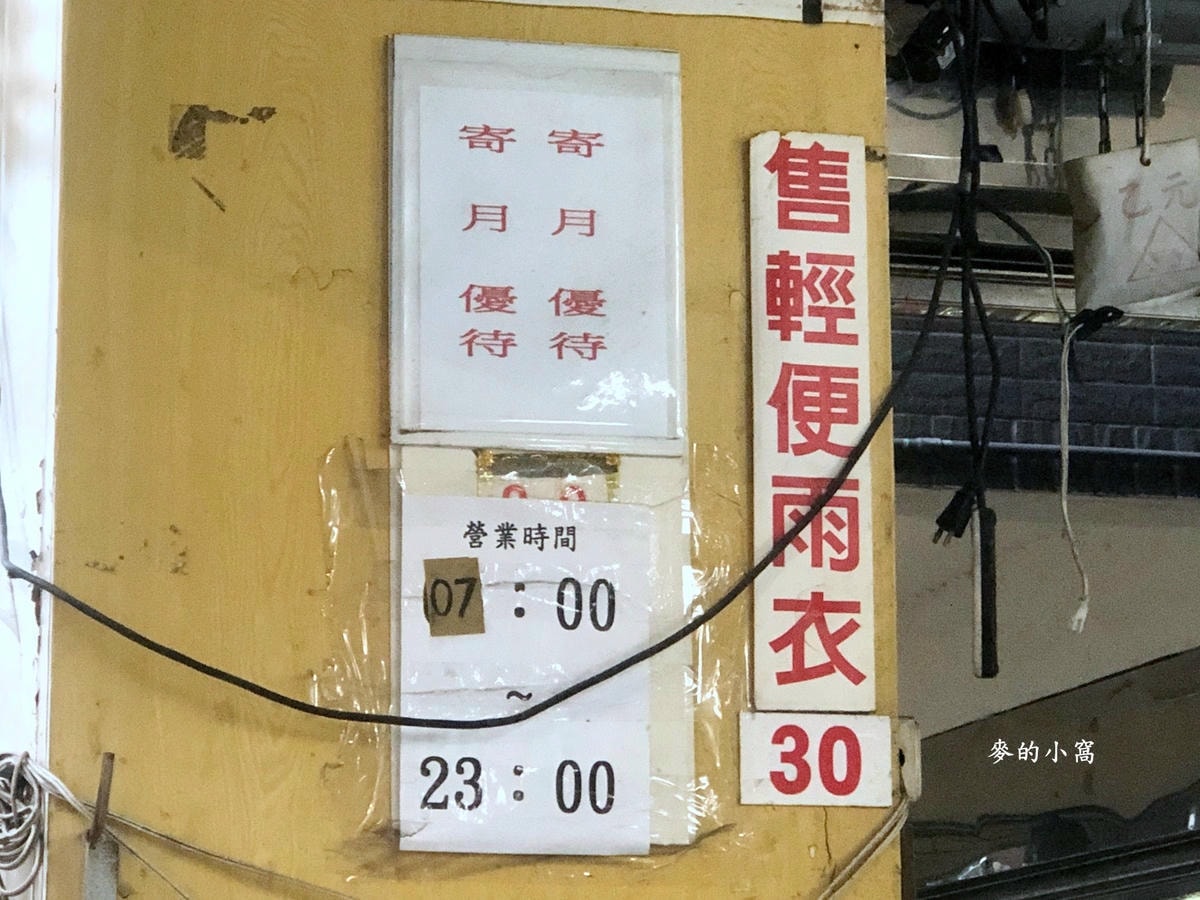 寄月優待
寄月優待
營業時間
07：00
~
23：00
售輕便雨衣
30
元
麥的小窩